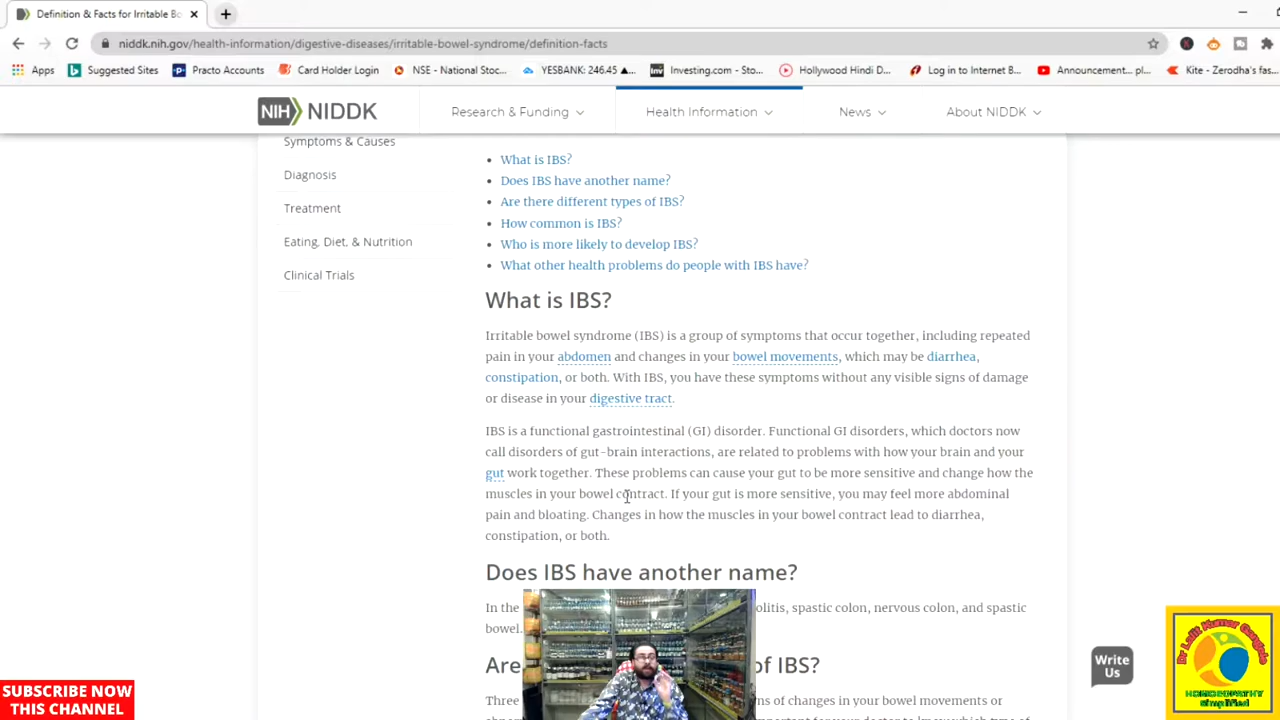 Definition & Facts for Irritable Bo
niddk.nih.gov/health-information/digestive-diseases/irritable-bowel-syndrome/definition-facts
Apps
Suggested Sites
Practo Accounts
Card Holder Login
NSE - National Stoc...
YESBANK: 246.45 ▲...
Investing.com - Sto...
Hollywood Hindi D...
Log in to Internet B...
Announcement... pl...
Kite - Zerodha's fas...
NIH NIDDK
Research & Funding
Health Information
News
About NIDDK
Symptoms & Causes
Diagnosis
Treatment
Eating, Diet, & Nutrition
Clinical Trials
• What is IBS?
• Does IBS have another name?
• Are there different types of IBS?
• How common is IBS?
• Who is more likely to develop IBS?
• What other health problems do people with IBS have?
What is IBS?
Irritable bowel syndrome (IBS) is a group of symptoms that occur together, including repeated
pain in your abdomen and changes in your bowel movements, which may be diarrhea,
constipation, or both. With IBS, you have these symptoms without any visible signs of damage
or disease in your digestive tract.
IBS is a functional gastrointestinal (GI) disorder. Functional GI disorders, which doctors now
call disorders of gut-brain interactions, are related to problems with how your brain and your
gut work together. These problems can cause your gut to be more sensitive and change how the
muscles in your bowel contract. If your gut is more sensitive, you may feel more abdominal
pain and bloating. Changes in how the muscles in your bowel contract lead to diarrhea,
constipation, or both.
Does IBS have another name?
In the olitis, spastic colon, nervous colon, and spastic
bowel.
Are of IBS?
Three ns of changes in your bowel movements or
Write
Us
SUBSCRIBE NOW
THIS CHANNEL
Dr Lalit Kumar
HOMOEOPATHY
Simplified